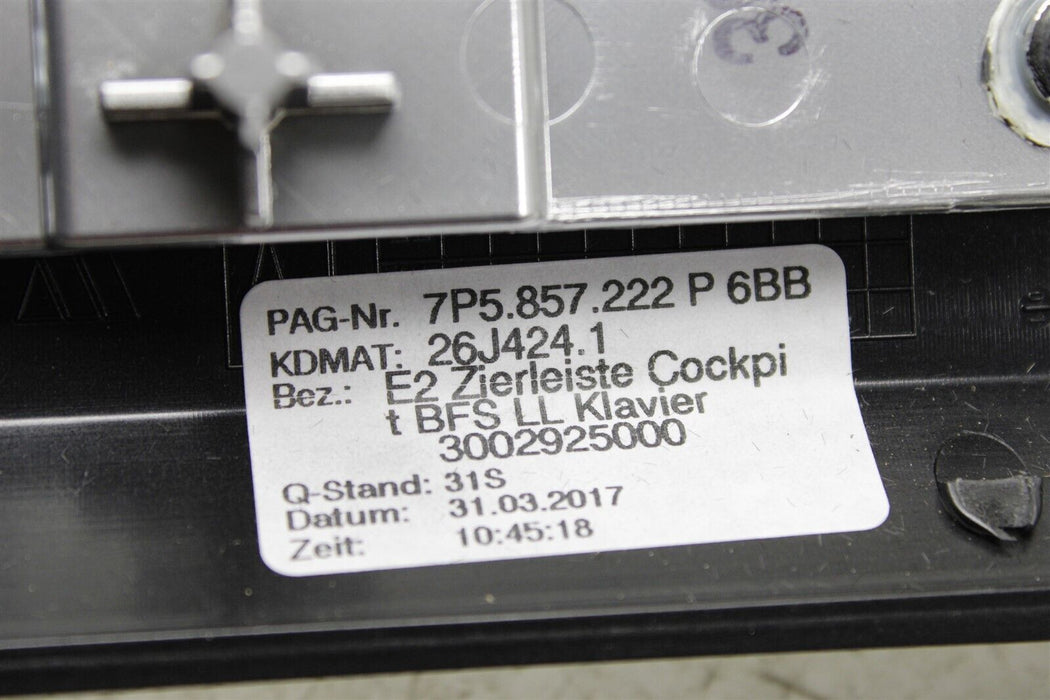 3
PAG-Nr. 7P5.857.222 P 6BB
KDMAT: 26J424.1
Bez.: E2 Zierleiste Cockpi
t BFS LL Klavier
3002925000
Q-Stand: 31S
Datum: 31.03.2017
Zeit: 10:45:18